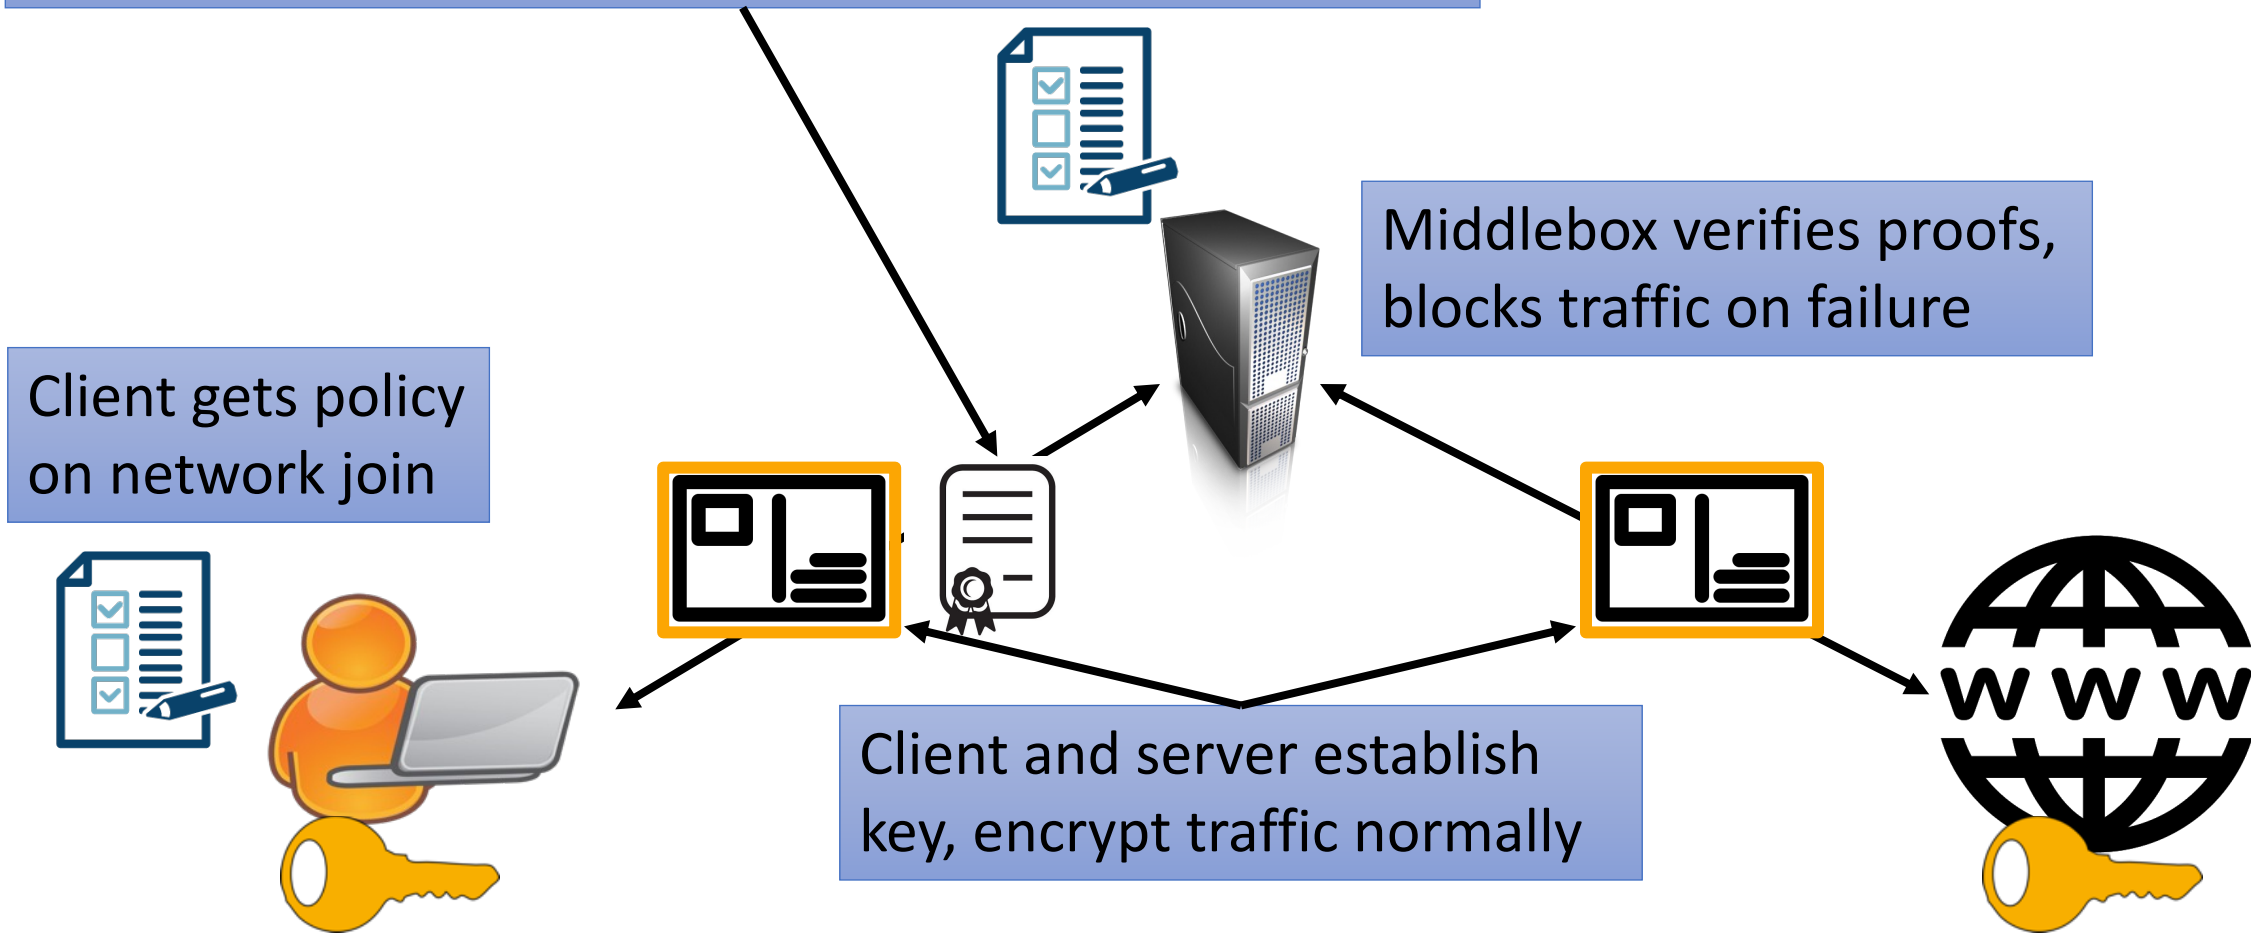 Middlebox verifies proofs,
blocks traffic on failure
Client gets policy
on network join
Client and server establish
key, encrypt traffic normally
www